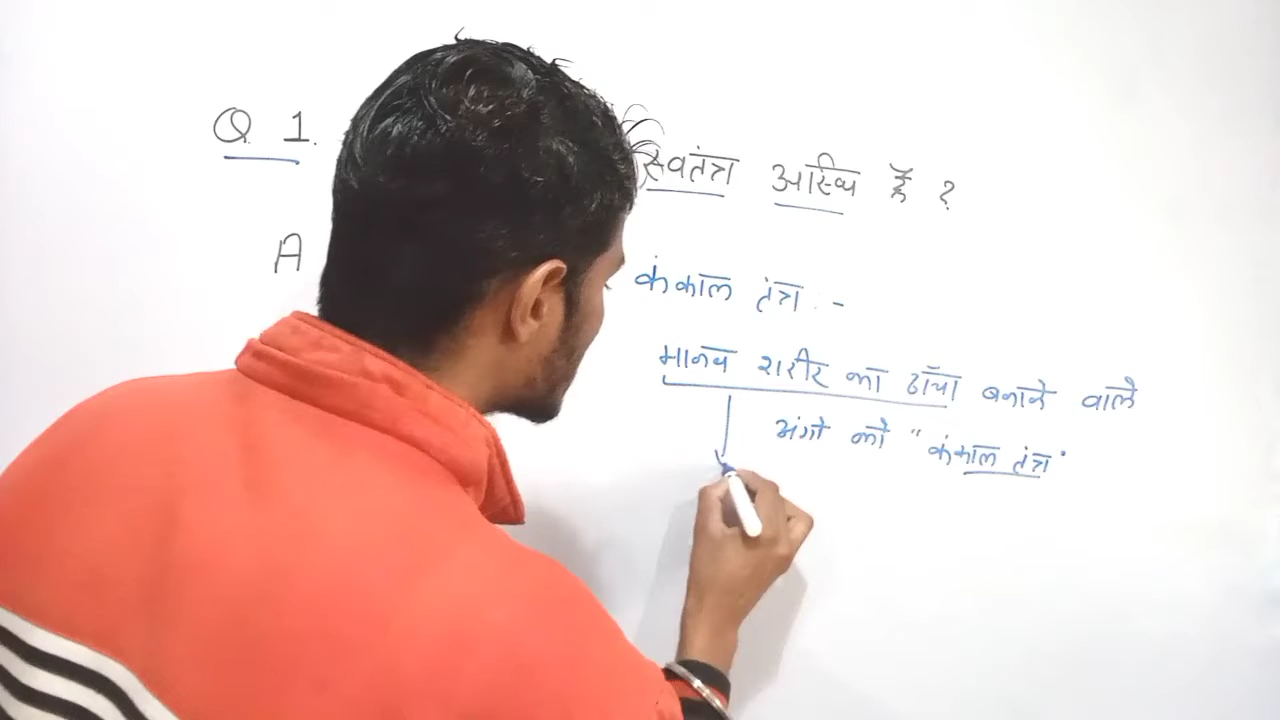 Q 1. स्वतंत्र अस्थि है ?
A
कंकाल तंत्र :-
मानव शरीर का ढाँचा बनाने वाले
अंगो को "कंकाल तंत्र"